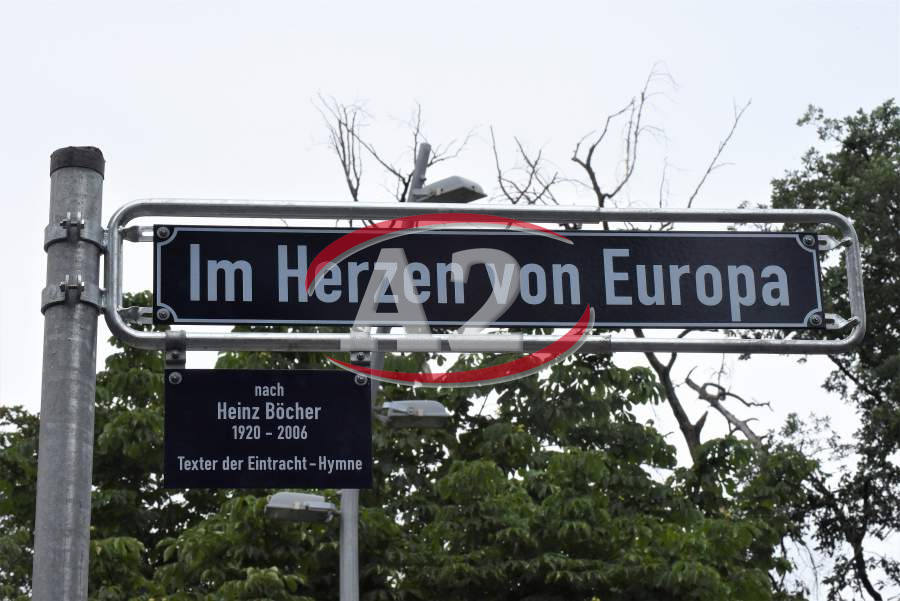 Im Herzen von Europa
A2
nach
Heinz Böcher
1920 - 2006
Texter der Eintracht-Hymne